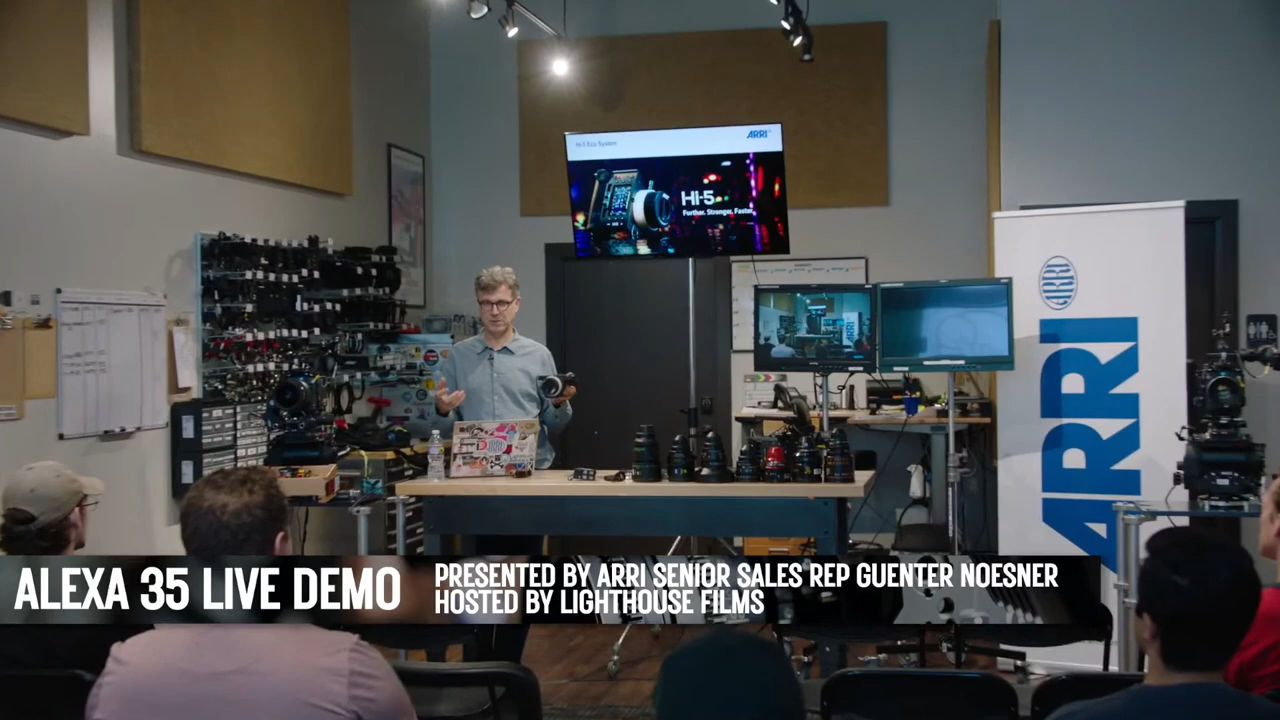 ARRI
Hi-5 Eco System
Hi-5
Further. Stronger. Faster.
ARRI
ARRI
ARRI
ALEXA 35 LIVE DEMO
PRESENTED BY ARRI SENIOR SALES REP GUENTER NOESNER
HOSTED BY LIGHTHOUSE FILMS